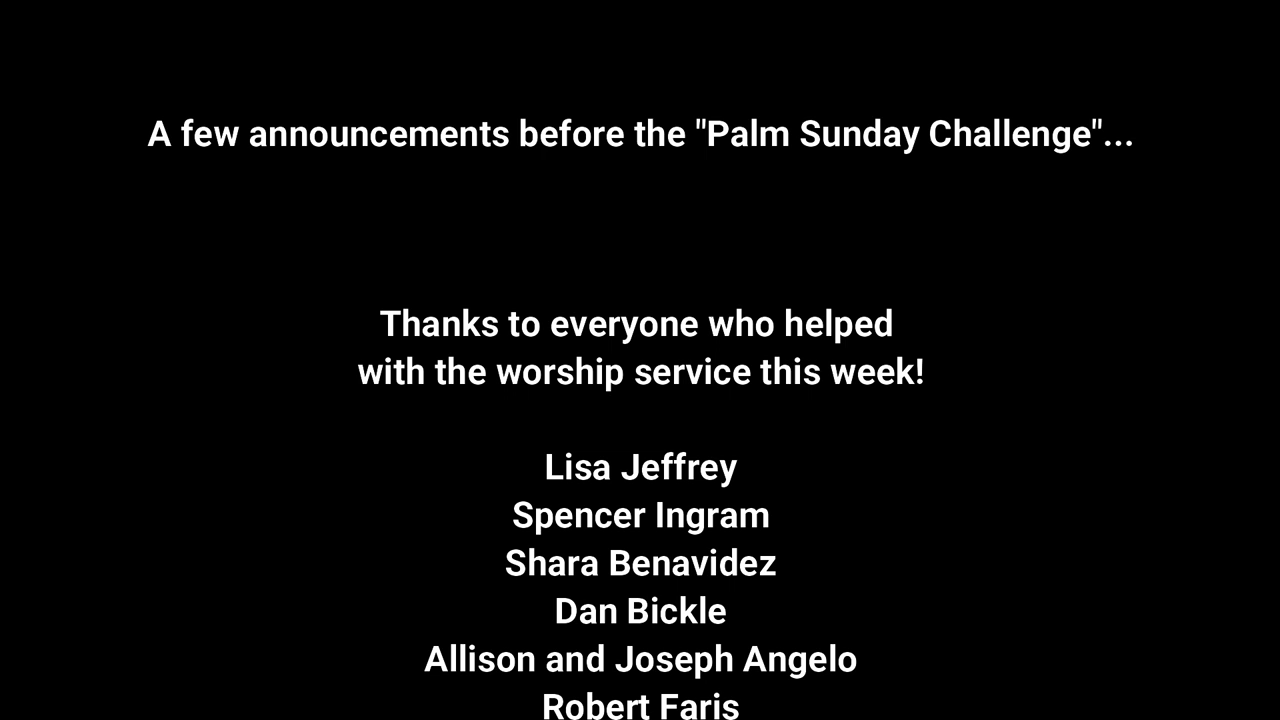 A few announcements before the "Palm Sunday Challenge"...
Thanks to everyone who helped
with the worship service this week!
Lisa Jeffrey
Spencer Ingram
Shara Benavidez
Dan Bickle
Allison and Joseph Angelo
Robert Faris